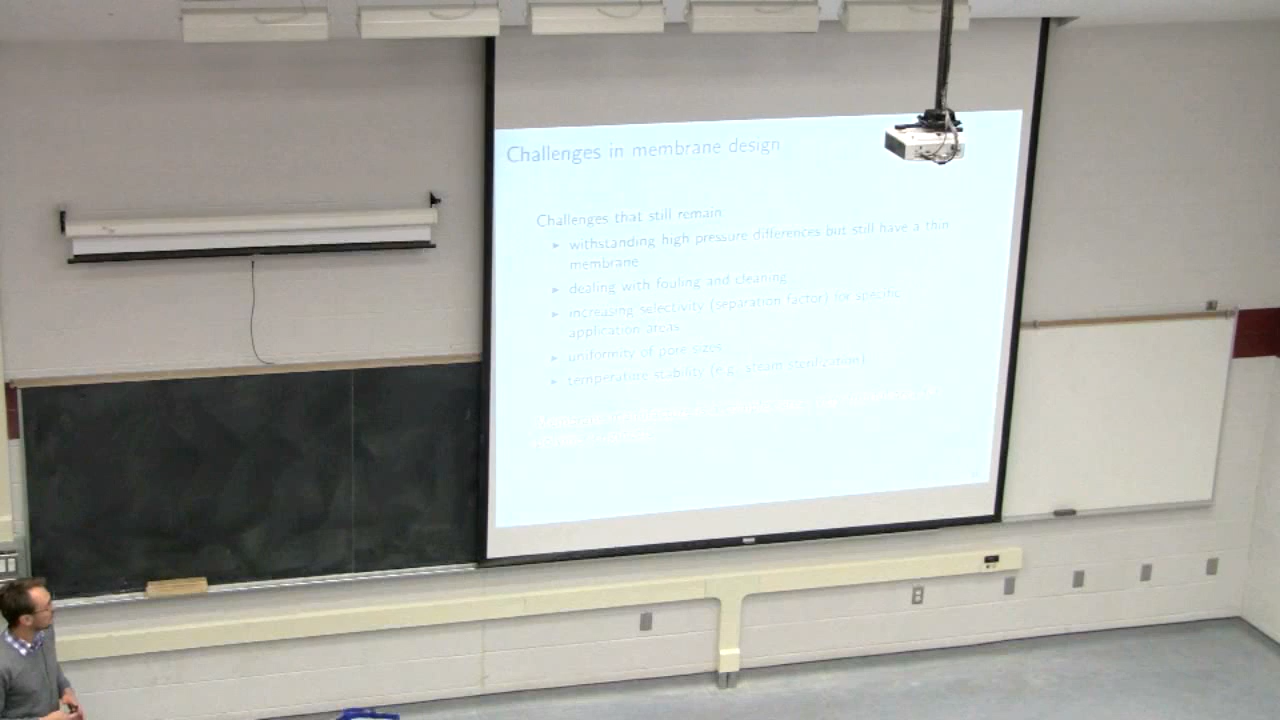 Challenges in membrane design
Challenges that still remain
▸ withstanding high pressure differences but still have a thin
membrane
▸ dealing with fouling and cleaning
▸ increasing selectivity (separation factor) for specific
application areas
▸ uniformity of pore sizes
▸ temperature stability (e.g. steam sterilization)